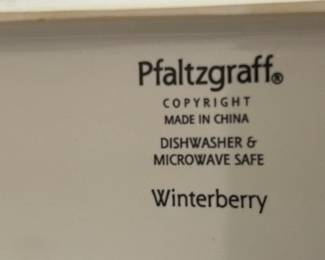 Pfaltzgraff®
COPYRIGHT
MADE IN CHINA
DISHWASHER &
MICROWAVE SAFE
Winterberry